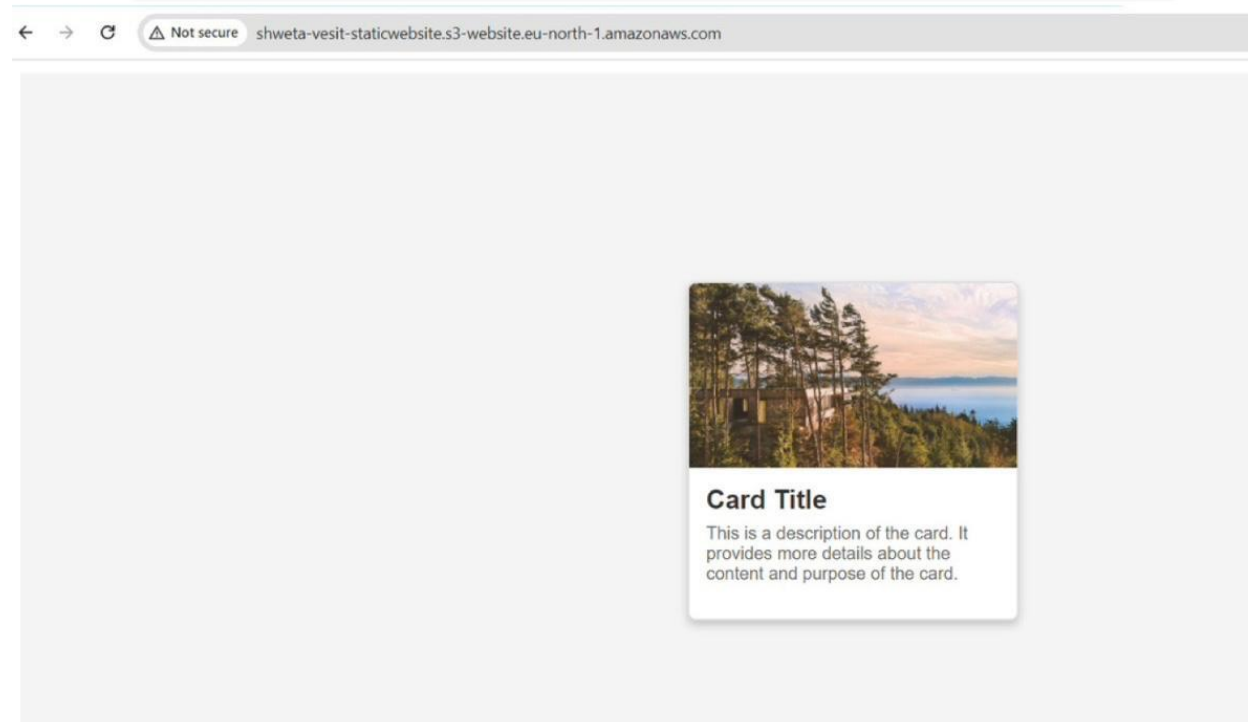 Not secure shweta-vesit-staticwebsite.s3-website.eu-north-1.amazonaws.com
Card Title
This is a description of the card. It
provides more details about the
content and purpose of the card.